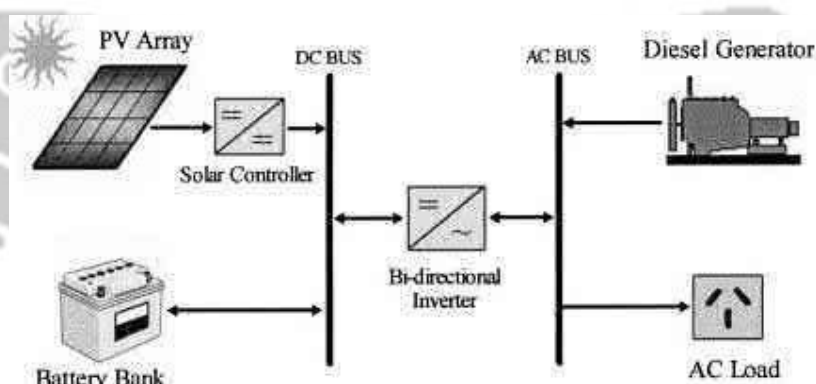 PV Array
DC BUS
AC BUS
Diesel Generator
Solar Controller
Bi-directional
Inverter
Battery Bank
AC Load